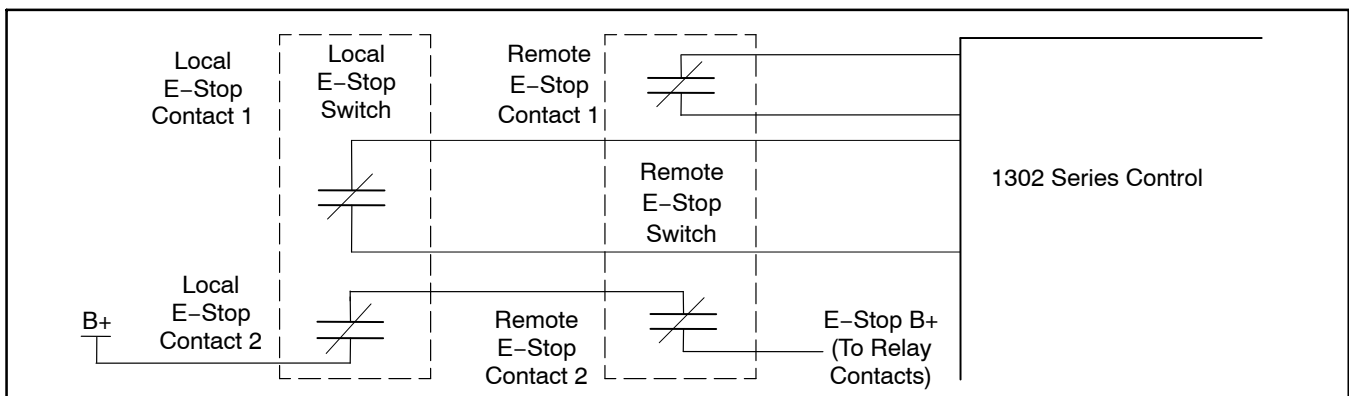 Local
E−Stop
Contact 1
Local
E−Stop
Switch
Remote
E−Stop
Contact 1
Remote
E−Stop
Switch
1302 Series Control
B+
Local
E−Stop
Contact 2
Remote
E−Stop
Contact 2
E−Stop B+
(To Relay
Contacts)